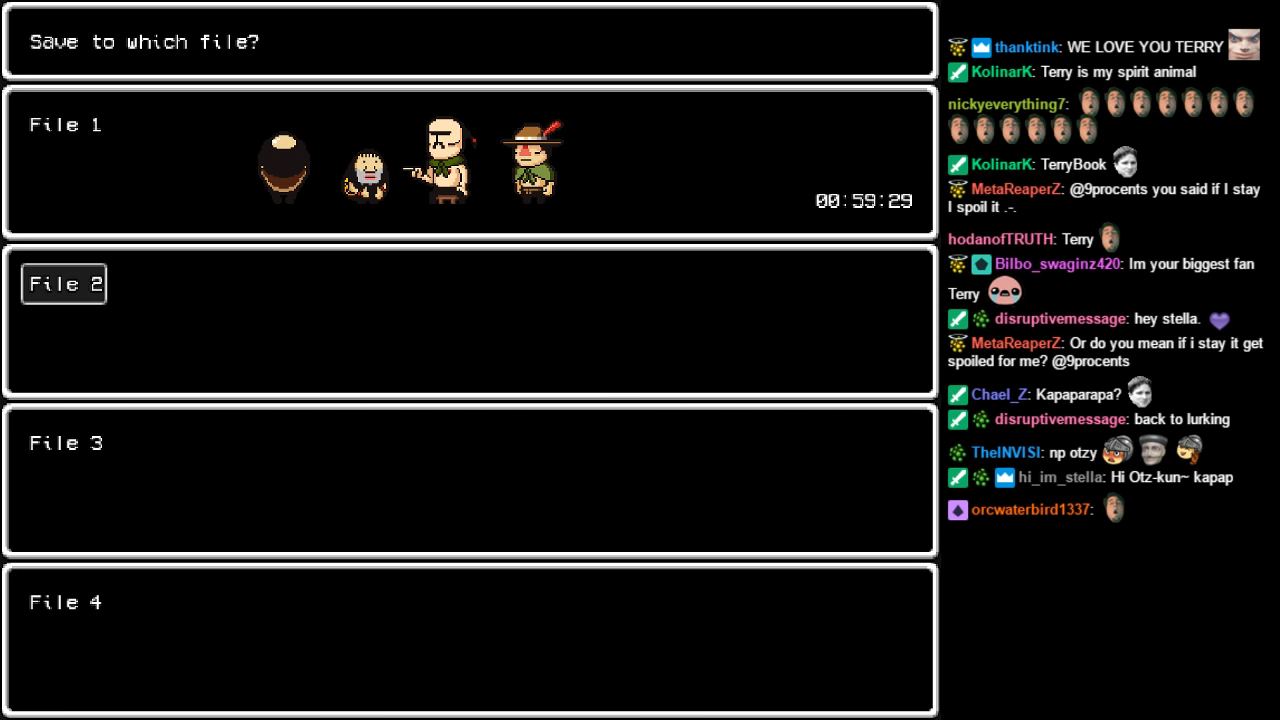 Save to which file?
File 1
00:59:29
File 2
File 3
File 4
thanktink: WE LOVE YOU TERRY
KolinarK: Terry is my spirit animal
nickyeverything7:
KolinarK: TerryBook
MetaReaperZ: @9procents you said if I stay
I spoil it .-.
hodanofTRUTH: Terry
Bilbo_swaginz420: Im your biggest fan
Terry
disruptivemessage: hey stella.
MetaReaperZ: Or do you mean if i stay it get
spoiled for me? @9procents
Chael_Z: Kapaparapa?
disruptivemessage: back to lurking
TheINVISI: np otzy
hi_im_stella: Hi Otz-kun~ kapap
orcwaterbird1337: